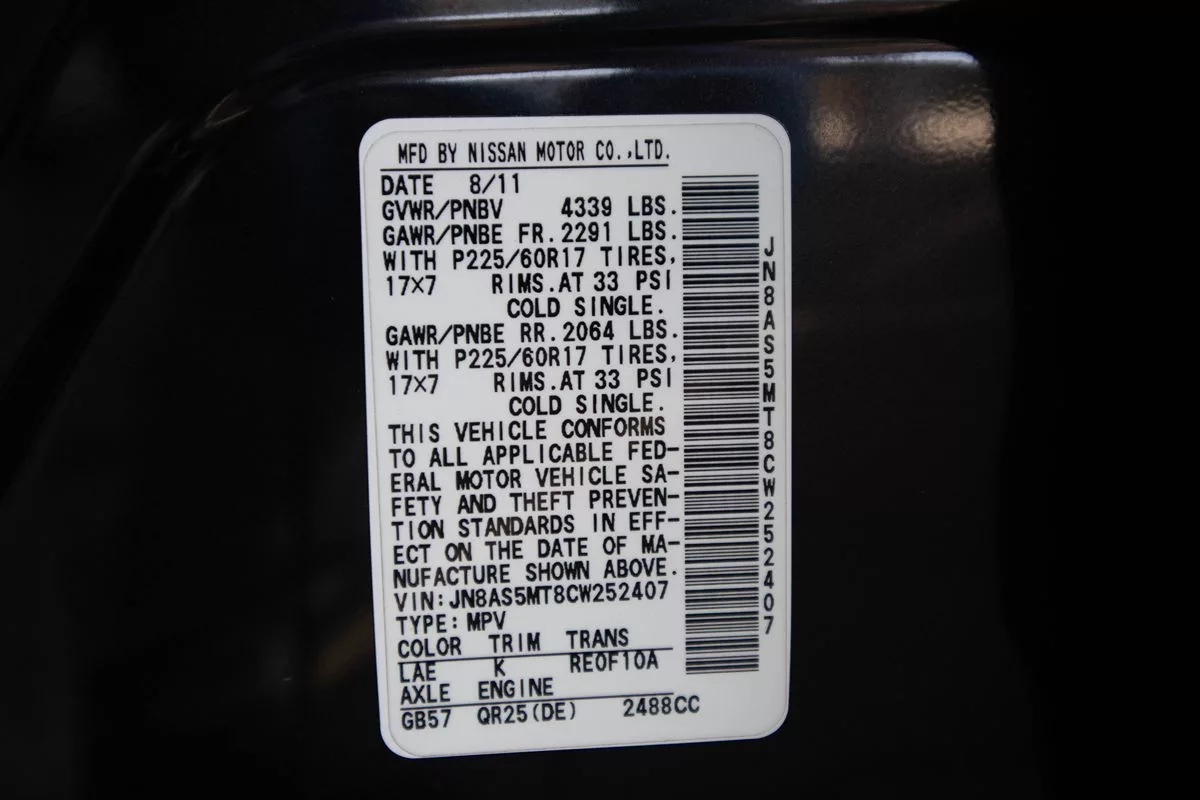 MFD BY NISSAN MOTOR CO.,LTD.
DATE 8/11
GVWR/PNBV 4339 LBS.
GAWR/PNBE FR.2291 LBS.
WITH P225/60R17 TIRES,
17×7 RIMS.AT 33 PSI
COLD SINGLE.
GAWR/PNBE RR.2064 LBS.
WITH P225/60R17 TIRES,
17×7 RIMS.AT 33 PSI
COLD SINGLE.
THIS VEHICLE CONFORMS
TO ALL APPLICABLE FED-
ERAL MOTOR VEHICLE SA-
FETY AND THEFT PREVEN-
TION STANDARDS IN EFF-
ECT ON THE DATE OF MA-
NUFACTURE SHOWN ABOVE.
VIN:JN8AS5MT8CW252407
TYPE:MPV
COLOR TRIM TRANS
LAE K RE0F10A
AXLE ENGINE
GB57 QR25(DE) 2488CC
JN8AS5MT8CW252407